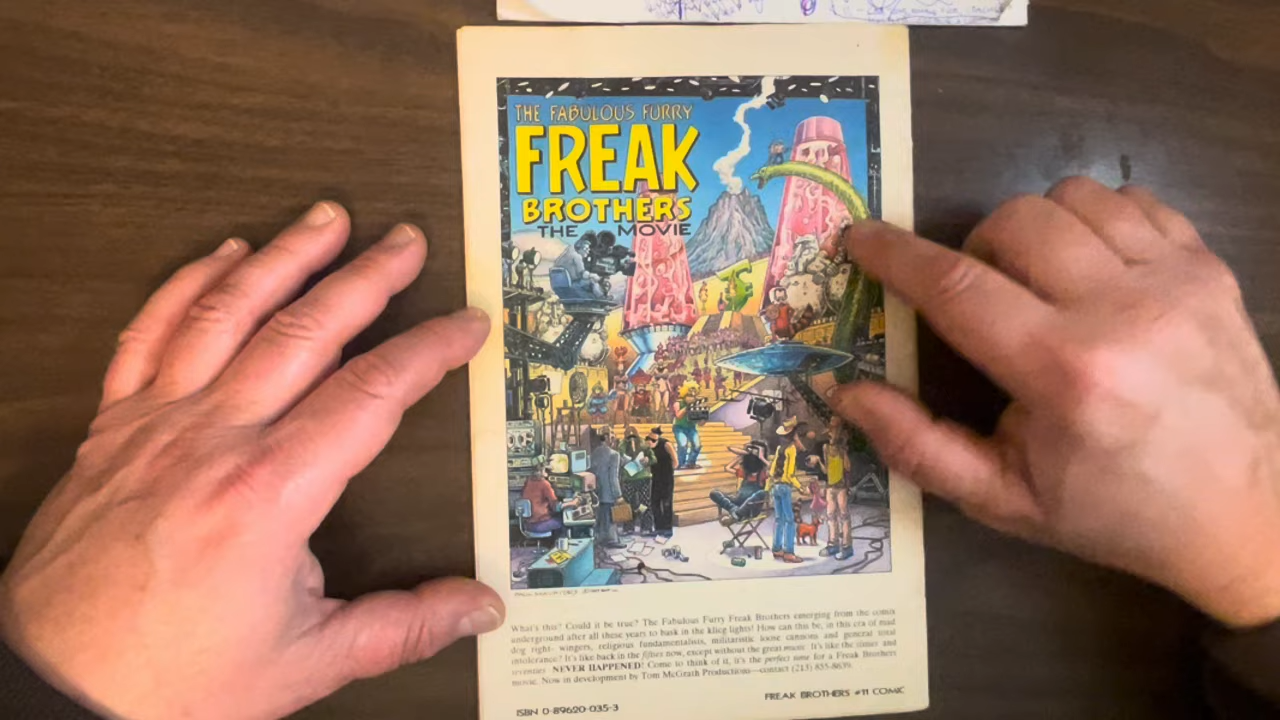 THE FABULOUS FURRY
FREAK
BROTHERS
THE MOVIE
What's this? Could it be true? The Fabulous Furry Freak Brothers emerging from the comix
underground after all these years to bask in the klieg lights! How can this be, in this era of mad
dog right- wingers, religious fundamentalists, militaristic loose cannons and general total
intolerance? It's like back in the fifties now, except without the great music. It's like the sixties and
seventies NEVER HAPPENED! Come to think of it, it's the perfect time for a Freak Brothers
movie. Now in development by Tom McGrath Productions—contact (213) 855-8639.
FREAK BROTHERS #11 COMIC
ISBN 0-89620-035-3